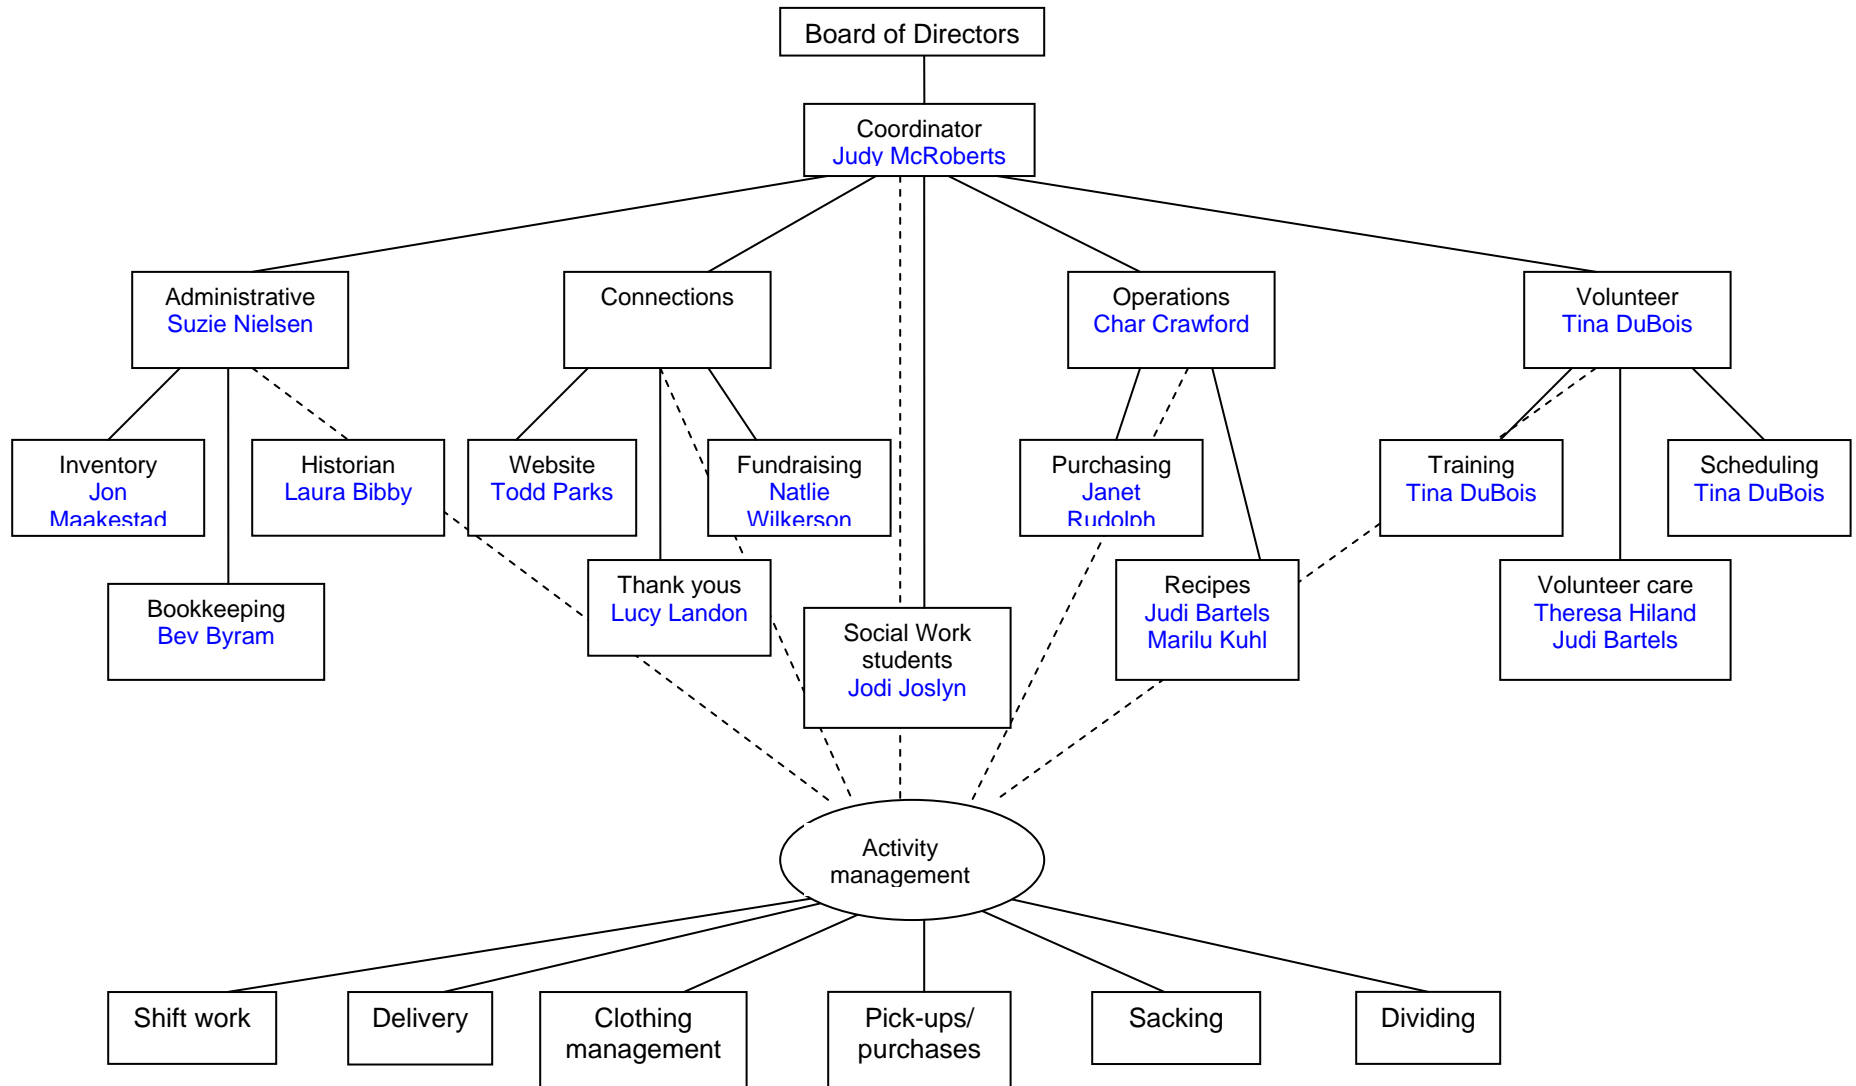 Board of Directors
Coordinator
Judy McRoberts
Administrative
Suzie Nielsen
Connections
Operations
Char Crawford
Volunteer
Tina DuBois
Inventory
Jon
Maakestad
Historian
Laura Bibby
Website
Todd Parks
Fundraising
Natlie
Wilkerson
Purchasing
Janet
Rudolph
Training
Tina DuBois
Scheduling
Tina DuBois
Bookkeeping
Bev Byram
Thank yous
Lucy Landon
Social Work
students
Jodi Joslyn
Recipes
Judi Bartels
Marilu Kuhl
Volunteer care
Theresa Hiland
Judi Bartels
Activity
management
Shift work
Delivery
Clothing
management
Pick-ups/
purchases
Sacking
Dividing